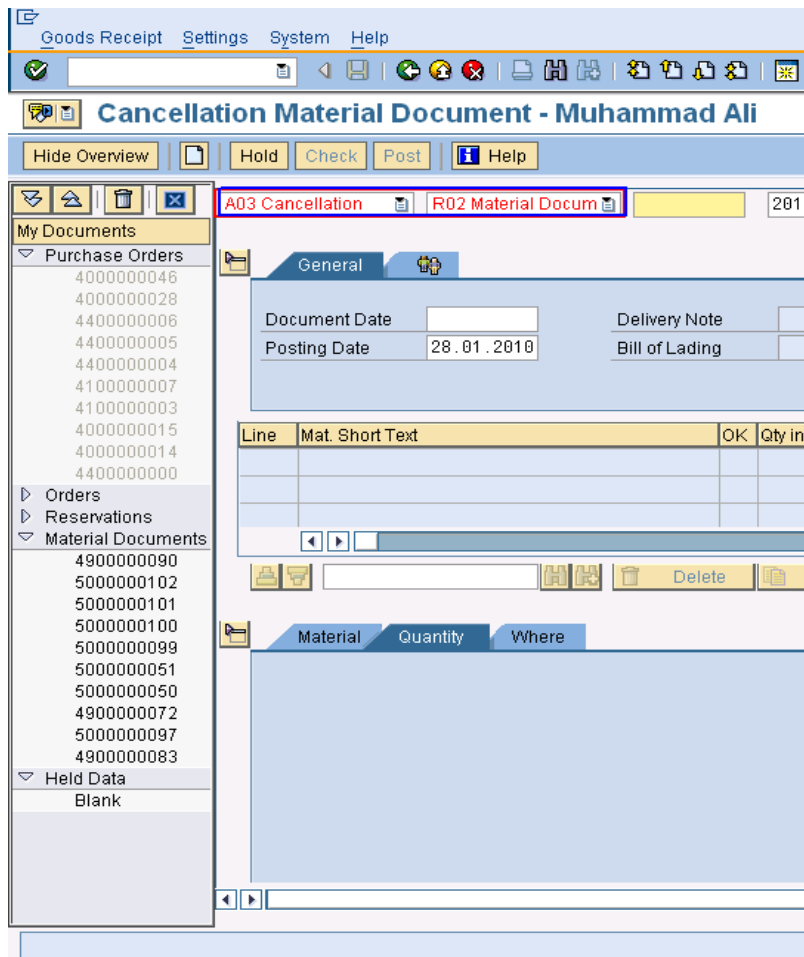 Goods Receipt Settings System Help
Cancellation Material Document - Muhammad Ali
Hide Overview Hold Check Post Help
A03 Cancellation R02 Material Docum 201
My Documents
Purchase Orders
4000000046
4000000028
4400000006
4400000005
4400000004
4100000007
4100000003
4000000015
4000000014
4400000000
Orders
Reservations
Material Documents
4900000090
5000000102
5000000101
5000000100
5000000099
5000000051
5000000050
4900000072
5000000097
4900000083
Held Data
Blank
General
Document Date Delivery Note
Posting Date 28.01.2010 Bill of Lading
Line Mat. Short Text OK Qty in
Delete
Material Quantity Where